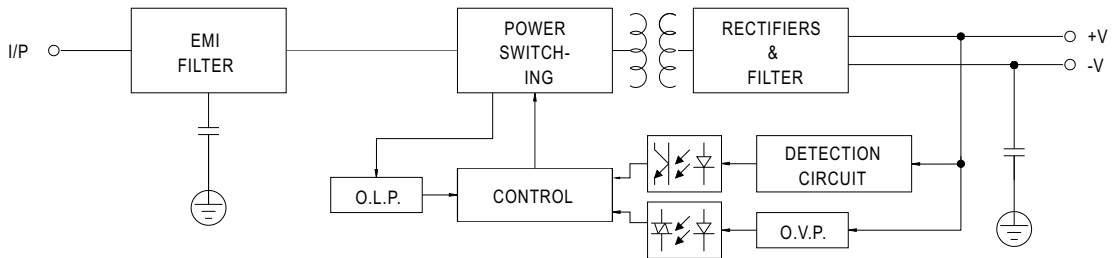 I/P
EMI
FILTER
POWER
SWITCH-
ING
RECTIFIERS
&
FILTER
+V
-V
O.L.P.
CONTROL
DETECTION
CIRCUIT
O.V.P.